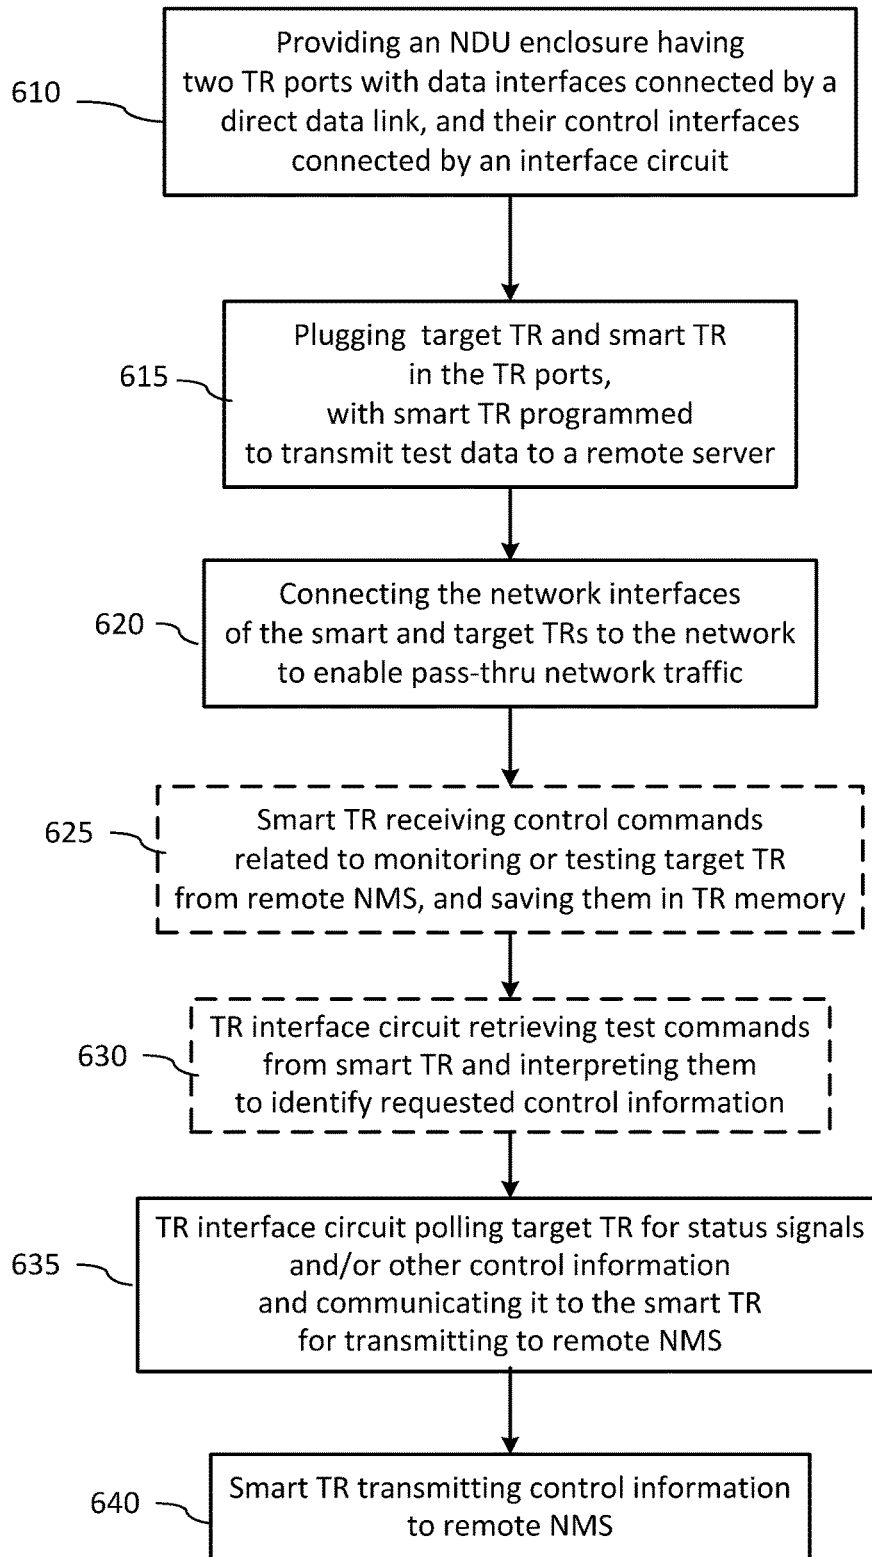 Providing an NDU enclosure having
two TR ports with data interfaces connected by a
direct data link, and their control interfaces
connected by an interface circuit
610
Plugging target TR and smart TR
in the TR ports,
with smart TR programmed
to transmit test data to a remote server
615
Connecting the network interfaces
of the smart and target TRs to the network
to enable pass-thru network traffic
620
Smart TR receiving control commands
related to monitoring or testing target TR
from remote NMS, and saving them in TR memory
625
TR interface circuit retrieving test commands
from smart TR and interpreting them
to identify requested control information
630
TR interface circuit polling target TR for status signals
and/or other control information
and communicating it to the smart TR
for transmitting to remote NMS
635
Smart TR transmitting control information
to remote NMS
640